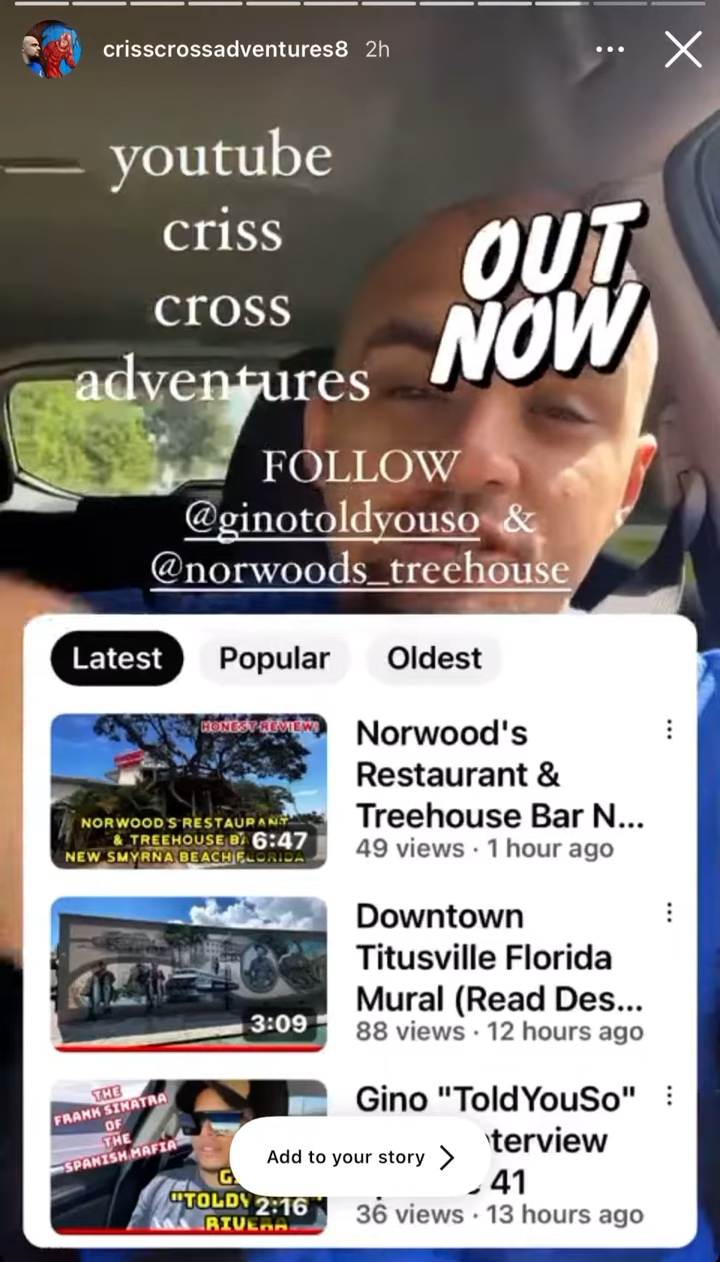 crisscrossadventures8 2h
youtube
criss
cross
adventures
OUT
NOW
FOLLOW
@ginotoldyouso &
@norwoods_treehouse
Latest Popular Oldest
HONEST REVIEW!
NORWOOD'S RESTAURANT
& TREEHOUSE BA
NEW SMYRNA BEACH FLORIDA
6:47
Norwood's
Restaurant &
Treehouse Bar N...
49 views · 1 hour ago
3:09
Downtown
Titusville Florida
Mural (Read Des...
88 views · 12 hours ago
THE
FRANK SINATRA
OF
THE
SPANISH MAFIA
G
"TOLDY
RIVERA
2:16
Gino "ToldYouSo"
terview
41
36 views · 13 hours ago
Add to your story